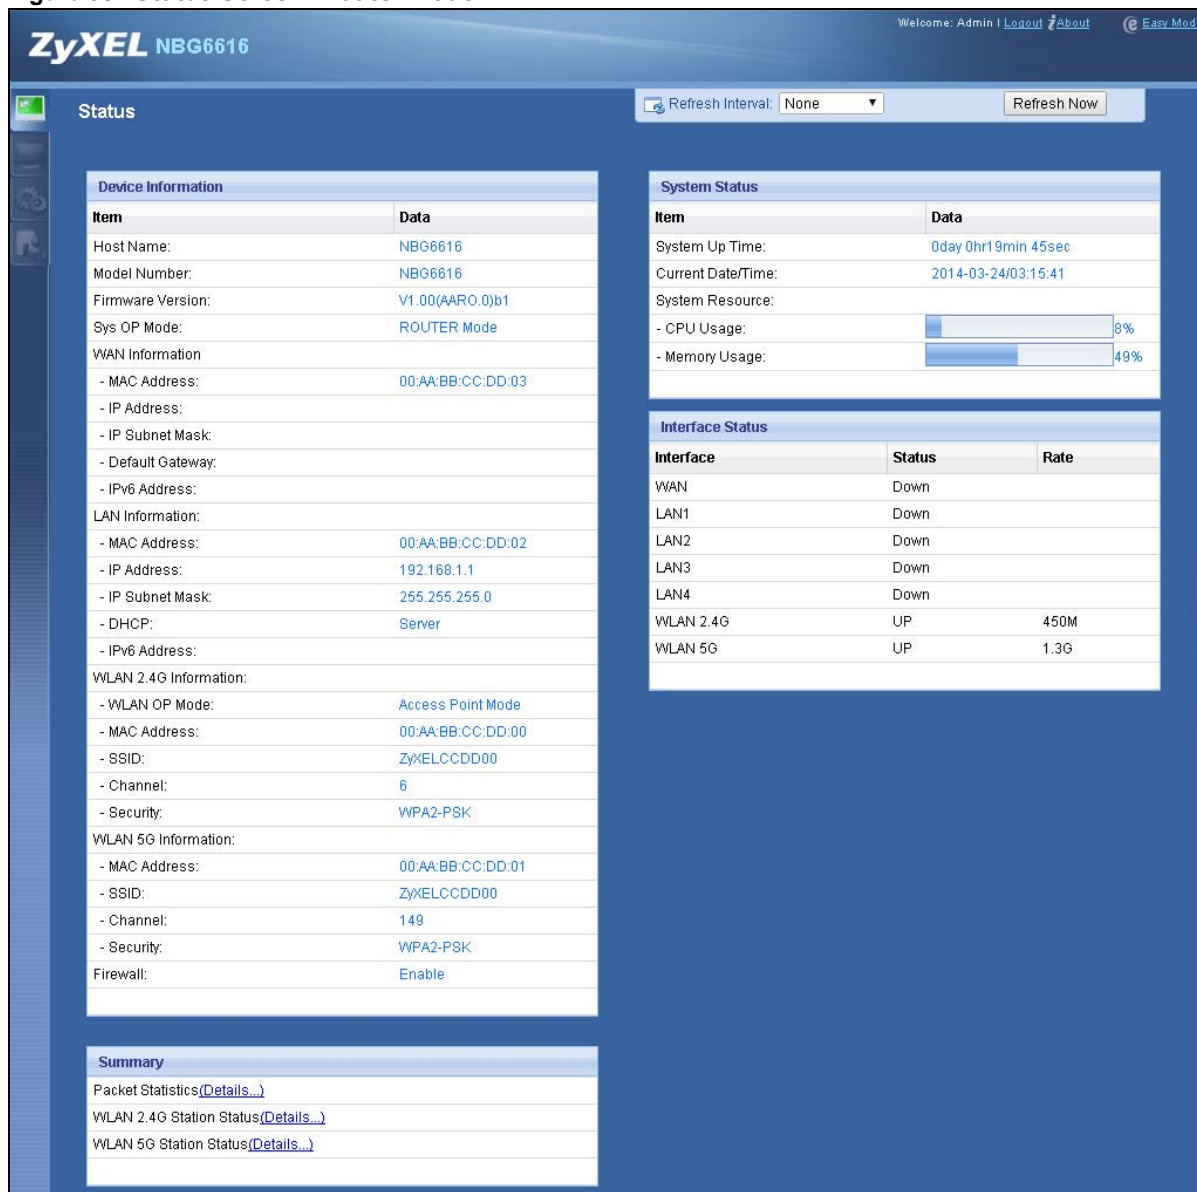 Welcome: Admin | Logout i About e Easy Mod
ZyXEL NBG6616
Status
Refresh Interval: None Refresh Now
Device Information
Item Data
Host Name: NBG6616
Model Number: NBG6616
Firmware Version: V1.00(AARO.0)b1
Sys OP Mode: ROUTER Mode
WAN Information
- MAC Address: 00:AA:BB:CC:DD:03
- IP Address:
- IP Subnet Mask:
- Default Gateway:
- IPv6 Address:
LAN Information:
- MAC Address: 00:AA:BB:CC:DD:02
- IP Address: 192.168.1.1
- IP Subnet Mask: 255.255.255.0
- DHCP: Server
- IPv6 Address:
WLAN 2.4G Information:
- WLAN OP Mode: Access Point Mode
- MAC Address: 00:AA:BB:CC:DD:00
- SSID: ZyXELCCDD00
- Channel: 6
- Security: WPA2-PSK
WLAN 5G Information:
- MAC Address: 00:AA:BB:CC:DD:01
- SSID: ZyXELCCDD00
- Channel: 149
- Security: WPA2-PSK
Firewall: Enable
Summary
Packet Statistics(Details...)
WLAN 2.4G Station Status(Details...)
WLAN 5G Station Status(Details...)
System Status
Item Data
System Up Time: 0day 0hr19min 45sec
Current Date/Time: 2014-03-24/03:15:41
System Resource:
- CPU Usage: 8%
- Memory Usage: 49%
Interface Status
Interface Status Rate
WAN Down
LAN1 Down
LAN2 Down
LAN3 Down
LAN4 Down
WLAN 2.4G UP 450M
WLAN 5G UP 1.3G